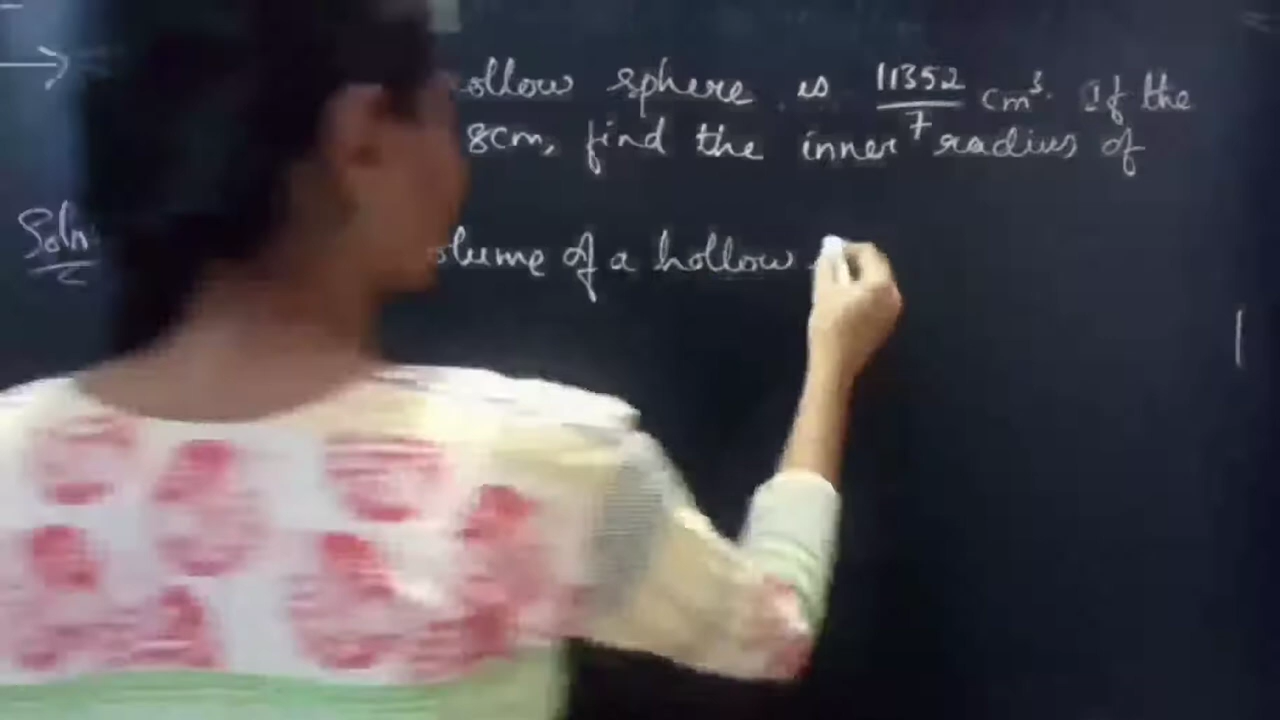 ollow sphere is 11352/7 cm³. If the
8cm, find the inner radius of
Soln
olume of a hollow